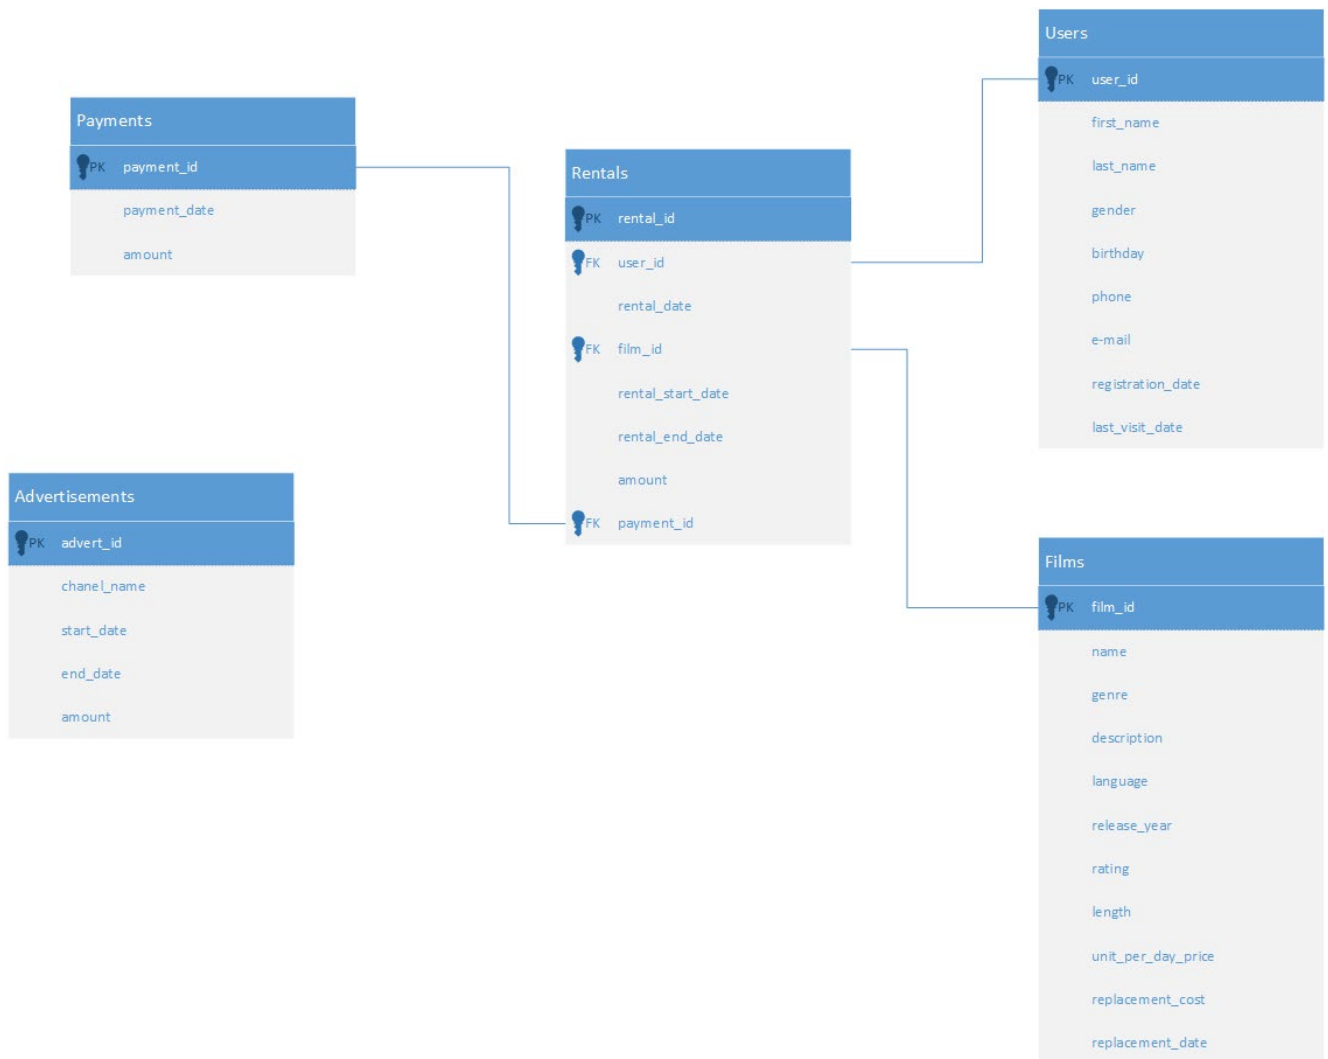 Payments
PK payment_id
payment_date
amount
Advertisements
PK advert_id
chanel_name
start_date
end_date
amount
Rentals
PK rental_id
FK user_id
rental_date
FK film_id
rental_start_date
rental_end_date
amount
FK payment_id
Users
PK user_id
first_name
last_name
gender
birthday
phone
e-mail
registration_date
last_visit_date
Films
PK film_id
name
genre
description
language
release_year
rating
length
unit_per_day_price
replacement_cost
replacement_date